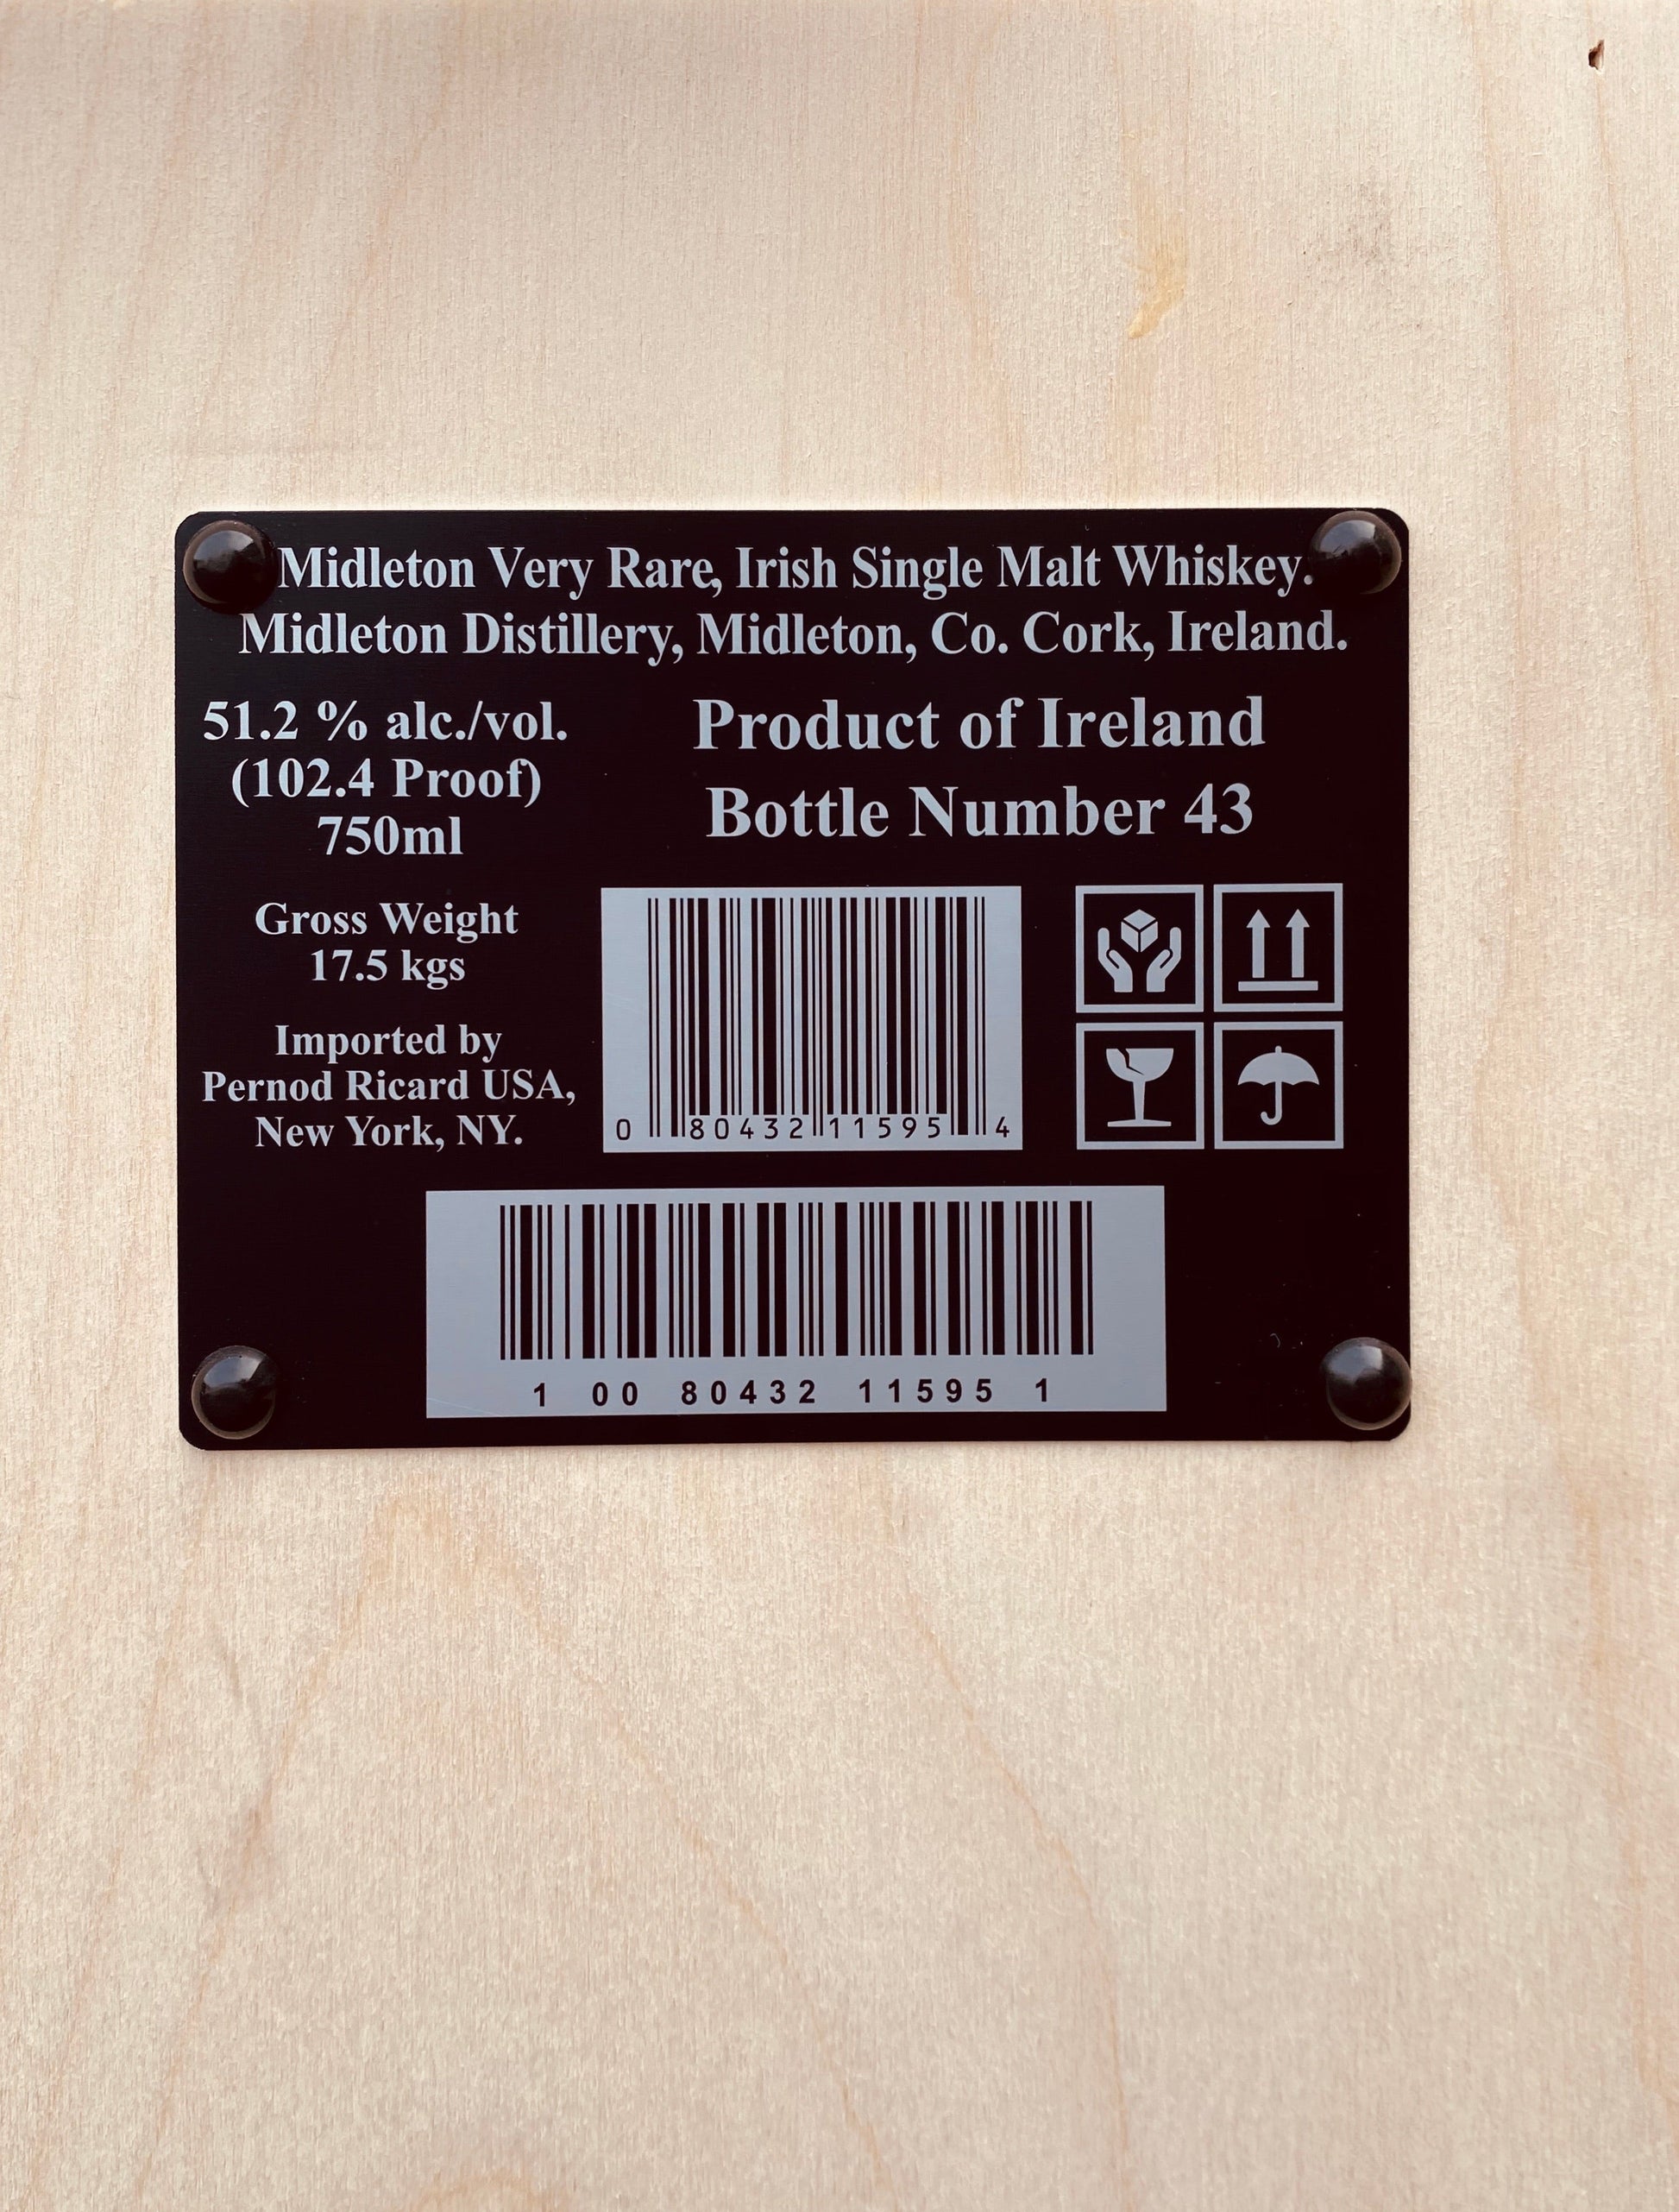 Midleton Very Rare, Irish Single Malt Whiskey.
Midleton Distillery, Midleton, Co. Cork, Ireland.
51.2 % alc./vol.
(102.4 Proof)
750ml
Product of Ireland
Bottle Number 43
Gross Weight
17.5 kgs
Imported by
Pernod Ricard USA,
New York, NY.
0 80432 11595 4
1 00 80432 11595 1